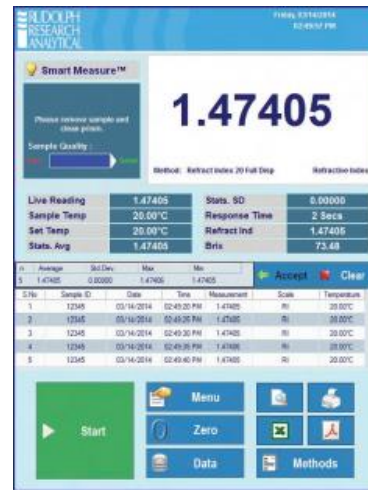 RUDOLPH
RESEARCH
ANALYTICAL
Friday, 03/14/2014
02:49:57 PM
Smart Measure™
Please remove sample and
close prism.
Sample Quality :
1.47405
Method: Refract Index 20 Full Disp
Refractive Index
Live Reading 1.47405 Stats. SD 0.00000
Sample Temp 20.00°C Response Time 2 Secs
Set Temp 20.00°C Refract Ind 1.47405
Stats. Avg 1.47405 Brix 73.48
n Average Std.Dev. Max Min
5 1.47405 0.00000 1.47405 1.47405
Accept Clear
S.No Sample ID Date Time Measurement Scale Temperature
1 12345 03/14/2014 02:49:20 PM 1.47405 RI 20.00°C
2 12345 03/14/2014 02:49:25 PM 1.47405 RI 20.00°C
3 12345 03/14/2014 02:49:30 PM 1.47405 RI 20.00°C
4 12345 03/14/2014 02:49:35 PM 1.47405 RI 20.00°C
5 12345 03/14/2014 02:49:40 PM 1.47405 RI 20.00°C
Start
Menu
Zero
Data
Methods